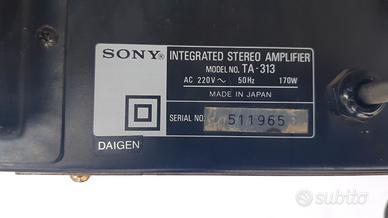 SONY® INTEGRATED STEREO AMPLIFIER
MODEL NO. TA-313
AC 220V~ 50Hz 170W
MADE IN JAPAN
SERIAL NO. 511965
DAIGEN
subito